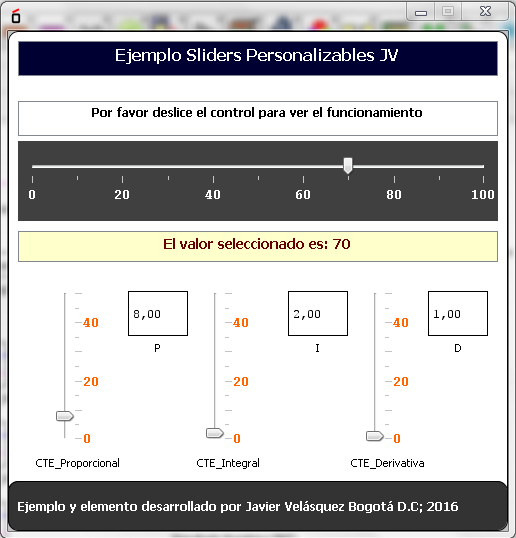 Ejemplo Sliders Personalizables JV
Por favor deslice el control para ver el funcionamiento
0 20 40 60 80 100
El valor seleccionado es: 70
40 8,00 40 2,00 40 1,00
P I D
20 20 20
0 0 0
CTE_Proporcional CTE_Integral CTE_Derivativa
Ejemplo y elemento desarrollado por Javier Velásquez Bogotá D.C; 2016